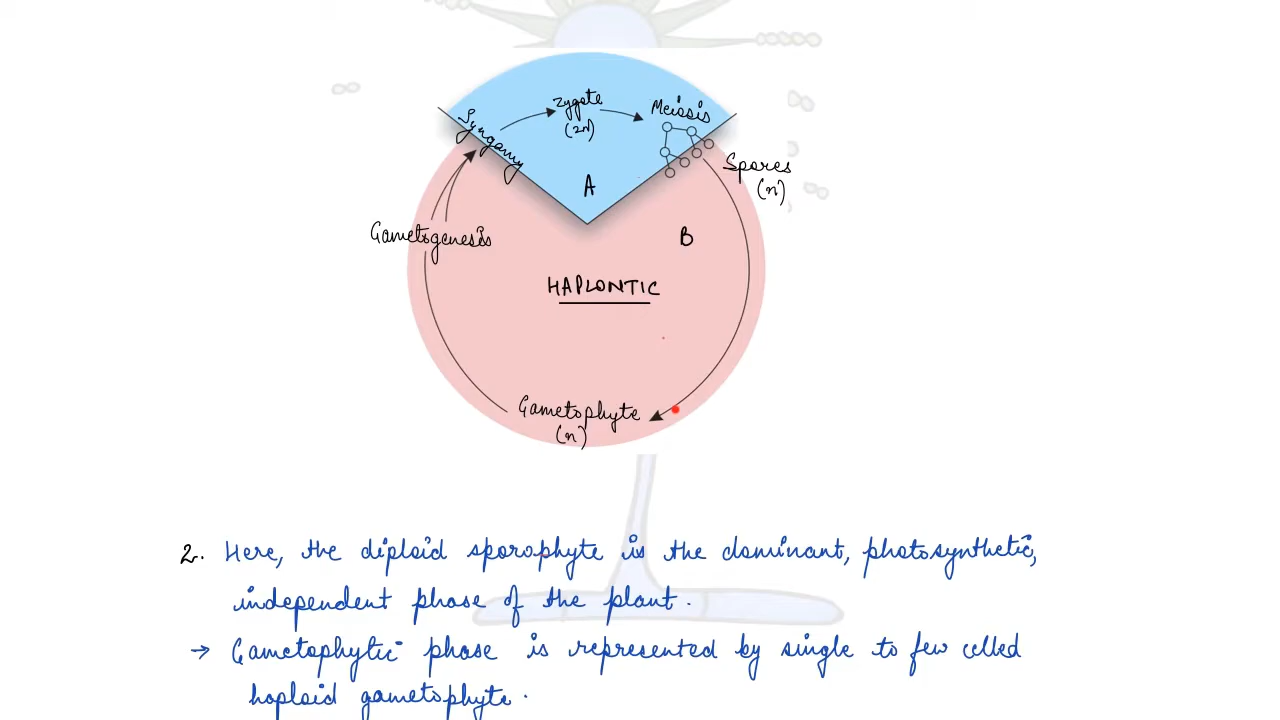 Zygote
(2n)
Meiosis
Syngamy
Spores
(n)
A
Gametogenesis
B
HAPLONTIC
Gametophyte
(n)
2. Here, the diploid sporophyte is the dominant, photosynthetic,
independent phase of the plant.
→ Gametophytic phase is represented by single to few celled
haploid gametophyte.